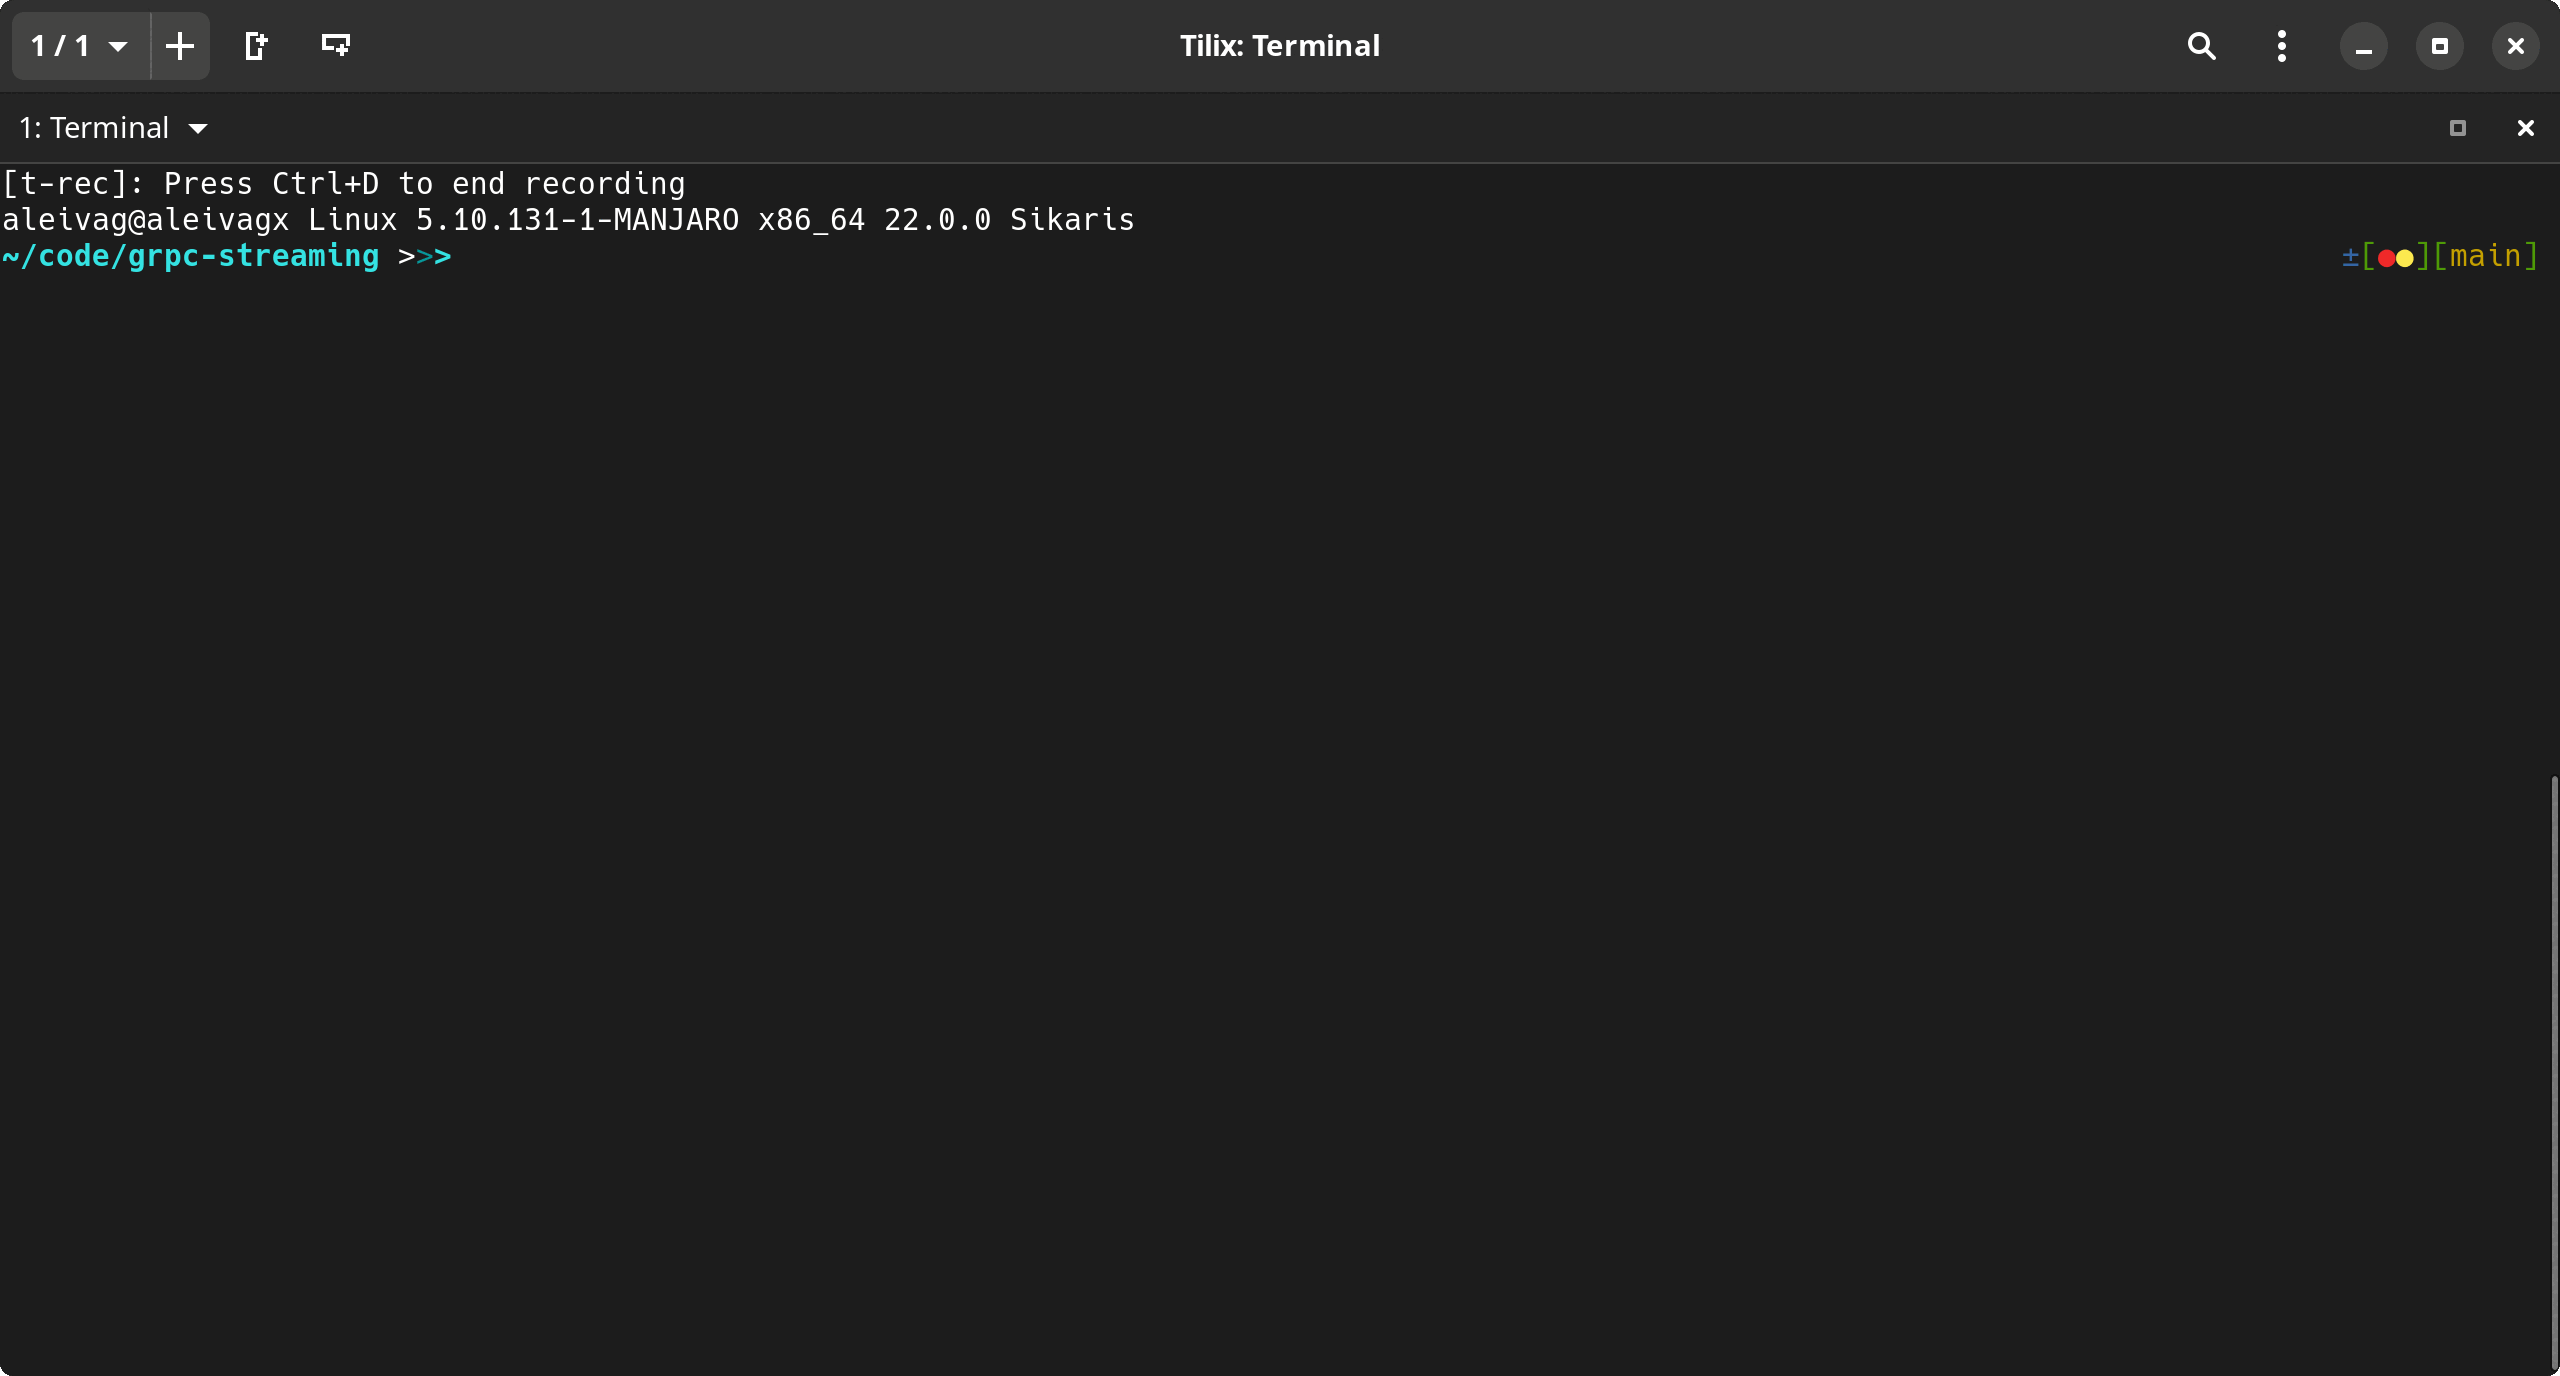 1 / 1
Tilix: Terminal
1: Terminal
[t-rec]: Press Ctrl+D to end recording
aleivag@aleivagx Linux 5.10.131-1-MANJARO x86_64 22.0.0 Sikaris
~/code/grpc-streaming >>> ±[●●][main]